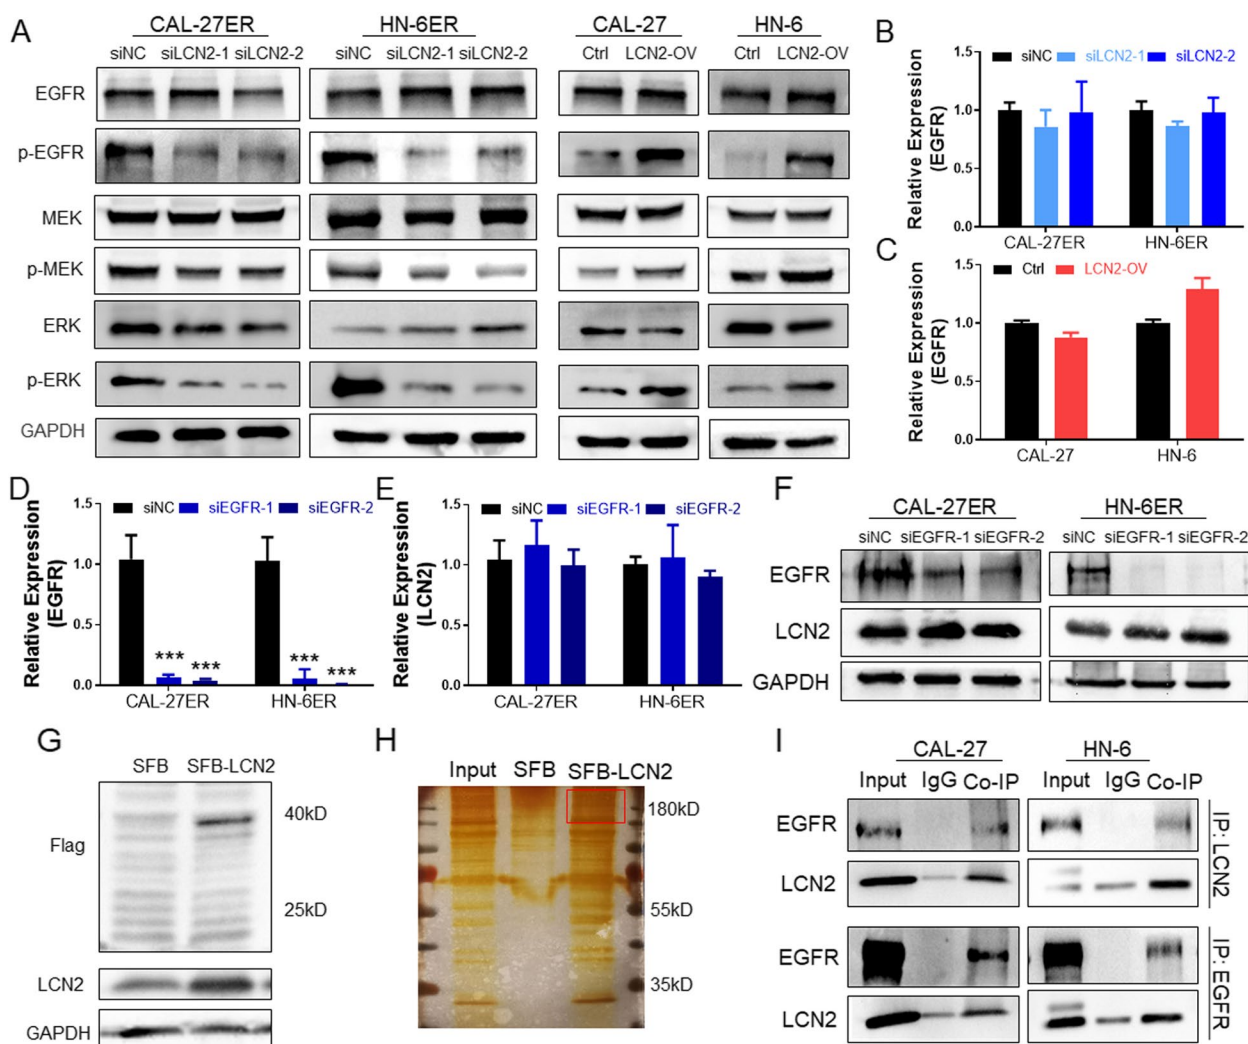 A
CAL-27ER HN-6ER CAL-27 HN-6
siNC siLCN2-1 siLCN2-2 siNC siLCN2-1 siLCN2-2 Ctrl LCN2-OV Ctrl LCN2-OV
EGFR
p-EGFR
MEK
p-MEK
ERK
p-ERK
GAPDH
B
siNC siLCN2-1 siLCN2-2
Relative Expression
(EGFR)
1.5
1.0
0.5
0.0
CAL-27ER HN-6ER
C
Ctrl LCN2-OV
Relative Expression
(EGFR)
1.5
1.0
0.5
0.0
CAL-27 HN-6
D
siNC siEGFR-1 siEGFR-2
Relative Expression
(EGFR)
1.5
1.0
0.5
0.0
*** *** *** ***
CAL-27ER HN-6ER
E
siNC siEGFR-1 siEGFR-2
Relative Expression
(LCN2)
1.5
1.0
0.5
0.0
CAL-27ER HN-6ER
F
CAL-27ER HN-6ER
siNC siEGFR-1 siEGFR-2 siNC siEGFR-1 siEGFR-2
EGFR
LCN2
GAPDH
G
SFB SFB-LCN2
Flag
40kD
25kD
LCN2
GAPDH
H
Input SFB SFB-LCN2
180kD
55kD
35kD
I
CAL-27 HN-6
Input IgG Co-IP Input IgG Co-IP
EGFR
LCN2
IP: LCN2
EGFR
LCN2
IP: EGFR